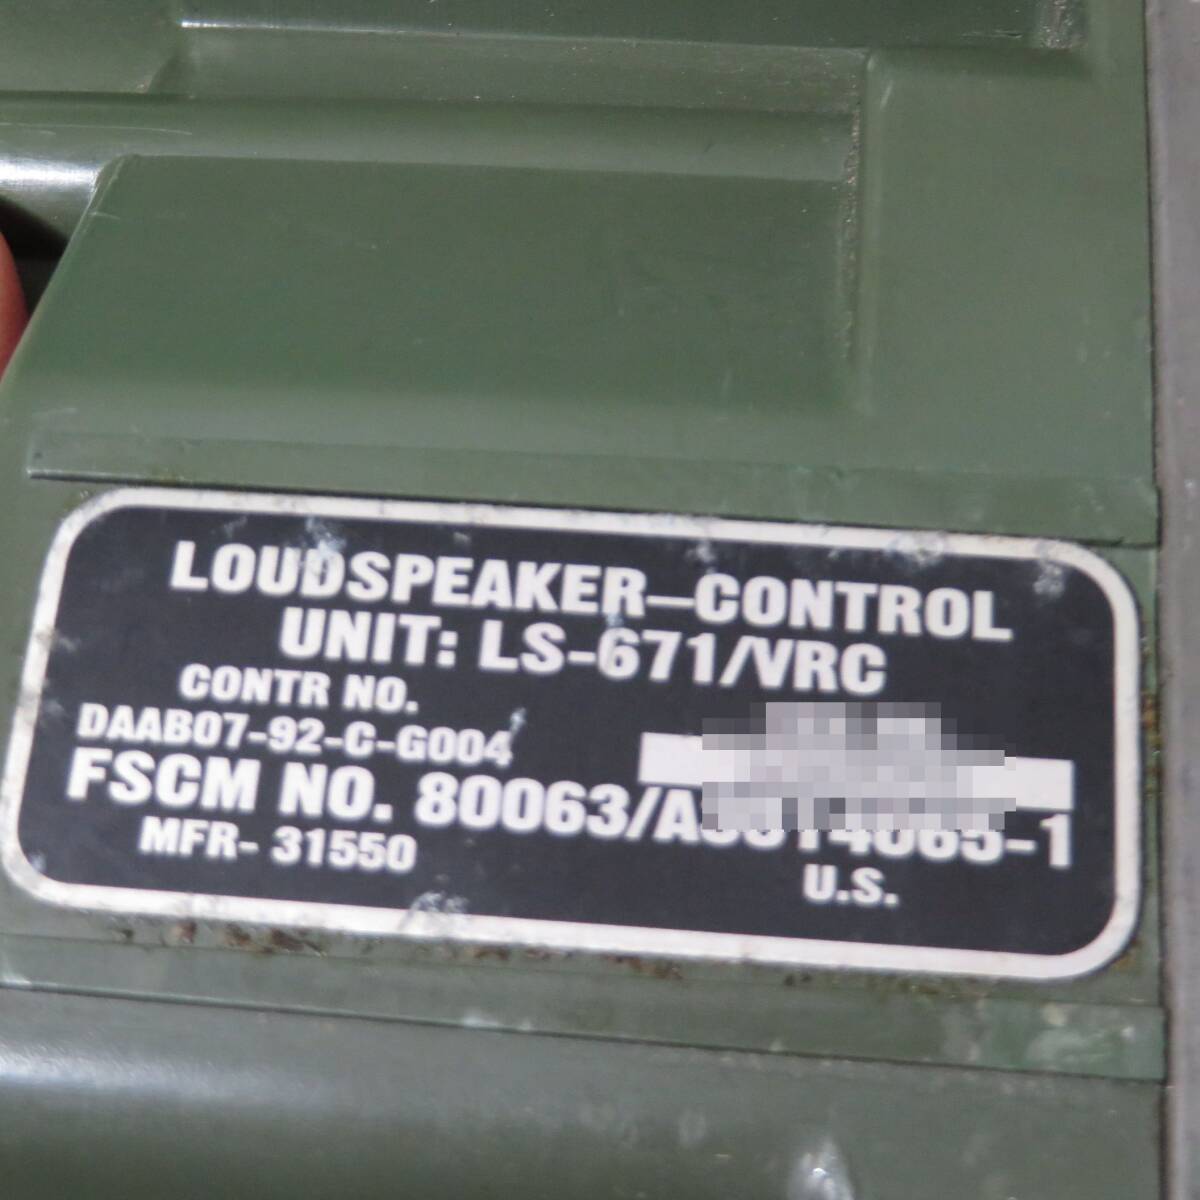 LOUDSPEAKER-CONTROL
UNIT: LS-671/VRC
CONTR NO.
DAAB07-92-C-G004
FSCM NO. 80063/
MFR- 31550
U.S.